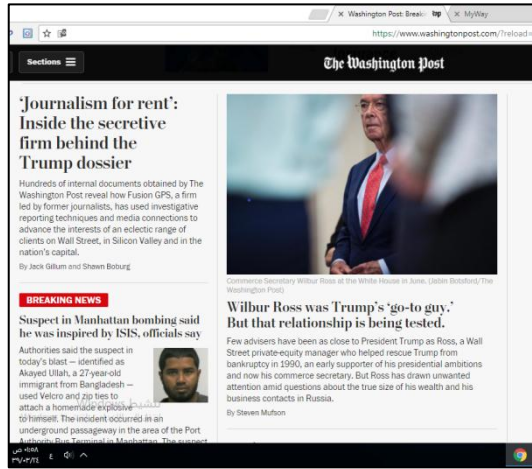 Washington Post: Break
MyWay
https://www.washingtonpost.com/?reload=
Sections
The Washington Post
'Journalism for rent':
Inside the secretive
firm behind the
Trump dossier
Hundreds of internal documents obtained by The
Washington Post reveal how Fusion GPS, a firm
led by former journalists, has used investigative
reporting techniques and media connections to
advance the interests of an eclectic range of
clients on Wall Street, in Silicon Valley and in the
nation's capital.
By Jack Gillum and Shawn Boburg
BREAKING NEWS
Suspect in Manhattan bombing said
he was inspired by ISIS, officials say
Authorities said the suspect in
today's blast — identified as
Akayed Ullah, a 27-year-old
immigrant from Bangladesh —
used Velcro and zip ties to
attach a homemade explosive
to himself. The incident occurred in an
underground passageway in the area of the Port
Authority Bus Terminal in Manhattan. The suspect
Commerce Secretary Wilbur Ross at the White House in June. (Jabin Botsford/The
Washington Post)
Wilbur Ross was Trump's 'go-to guy.'
But that relationship is being tested.
Few advisers have been as close to President Trump as Ross, a Wall
Street private-equity manager who helped rescue Trump from
bankruptcy in 1990, an early supporter of his presidential ambitions
and now his commerce secretary. But Ross has drawn unwanted
attention amid questions about the true size of his wealth and his
business contacts in Russia.
By Steven Mufson
تنشيط Windows